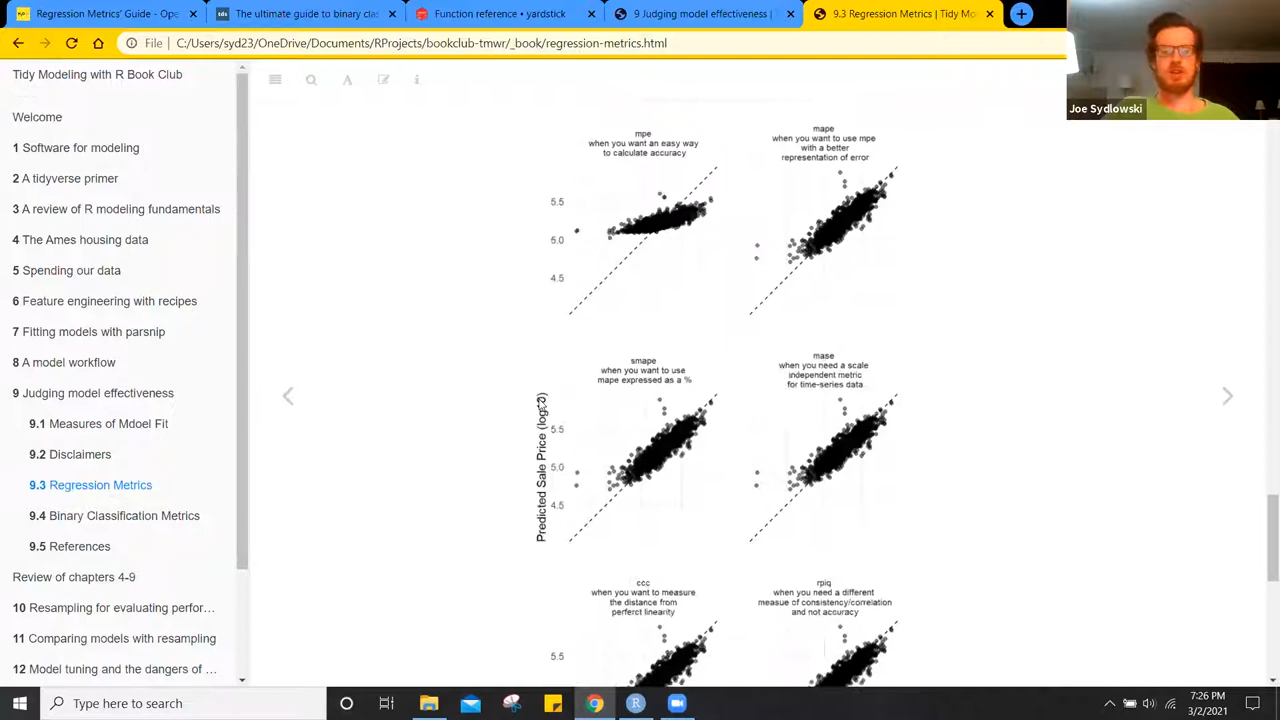 Regression Metrics Guide - Ope
The ultimate guide to binary clas
Function reference • yardstick
9 Judging model effectiveness |
9.3 Regression Metrics | Tidy Mo
File | C:/Users/syd23/OneDrive/Documents/RProjects/bookclub-tmwr/_book/regression-metrics.html
Joe Sydlowski
Tidy Modeling with R Book Club
Welcome
1 Software for modeling
2 A tidyverse primer
3 A review of R modeling fundamentals
4 The Ames housing data
5 Spending our data
6 Feature engineering with recipes
7 Fitting models with parsnip
8 A model workflow
9 Judging model effectiveness
9.1 Measures of Mdoel Fit
9.2 Disclaimers
9.3 Regression Metrics
9.4 Binary Classification Metrics
9.5 References
Review of chapters 4-9
10 Resampling for evaluating perfor...
11 Comparing models with resampling
12 Model tuning and the dangers of ...
mpe
when you want an easy way
to calculate accuracy
mape
when you want to use mpe
with a better
representation of error
5.5
5.0
4.5
smape
when you want to use
mape expressed as a %
mase
when you need a scale
independent metric
for time-series data
Predicted Sale Price
5.5
5.0
4.5
ccc
when you want to measure
the distance from
perferct linearity
rpiq
when you need a different
measue of consistency/correlation
and not accuracy
5.5
Type here to search
7:26 PM
3/2/2021